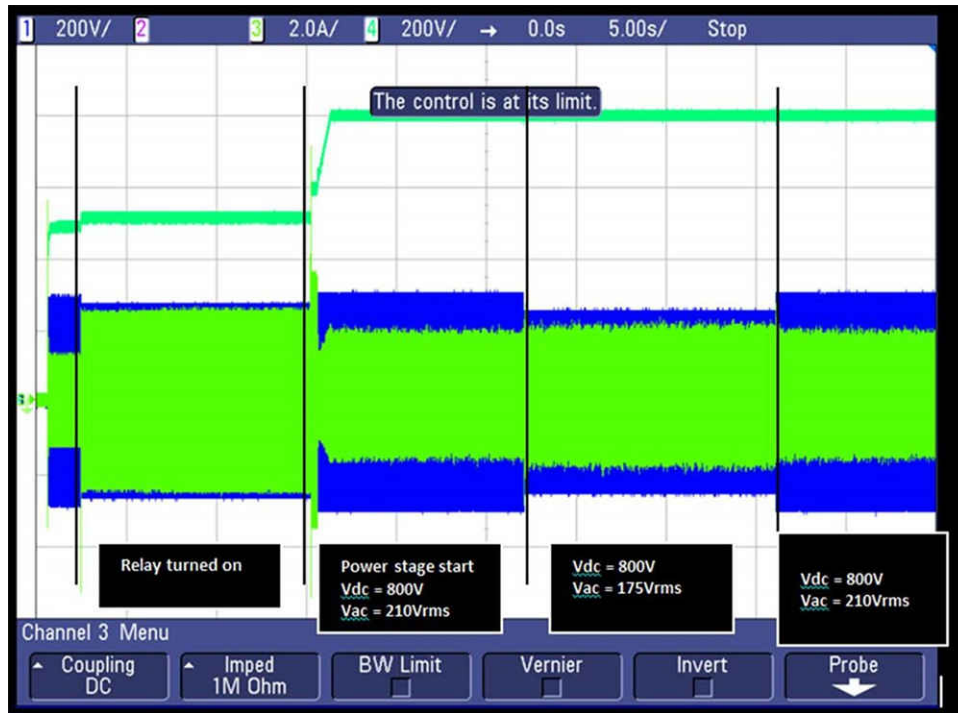 1 200V/ 2 3 2.0A/ 4 200V/ → 0.0s 5.00s/ Stop
The control is at its limit.
Relay turned on
Power stage start
Vdc = 800V
Vac = 210Vrms
Vdc = 800V
Vac = 175Vrms
Vdc = 800V
Vac = 210Vrms
Channel 3 Menu
Coupling
DC
Imped
1M Ohm
BW Limit
Vernier
Invert
Probe